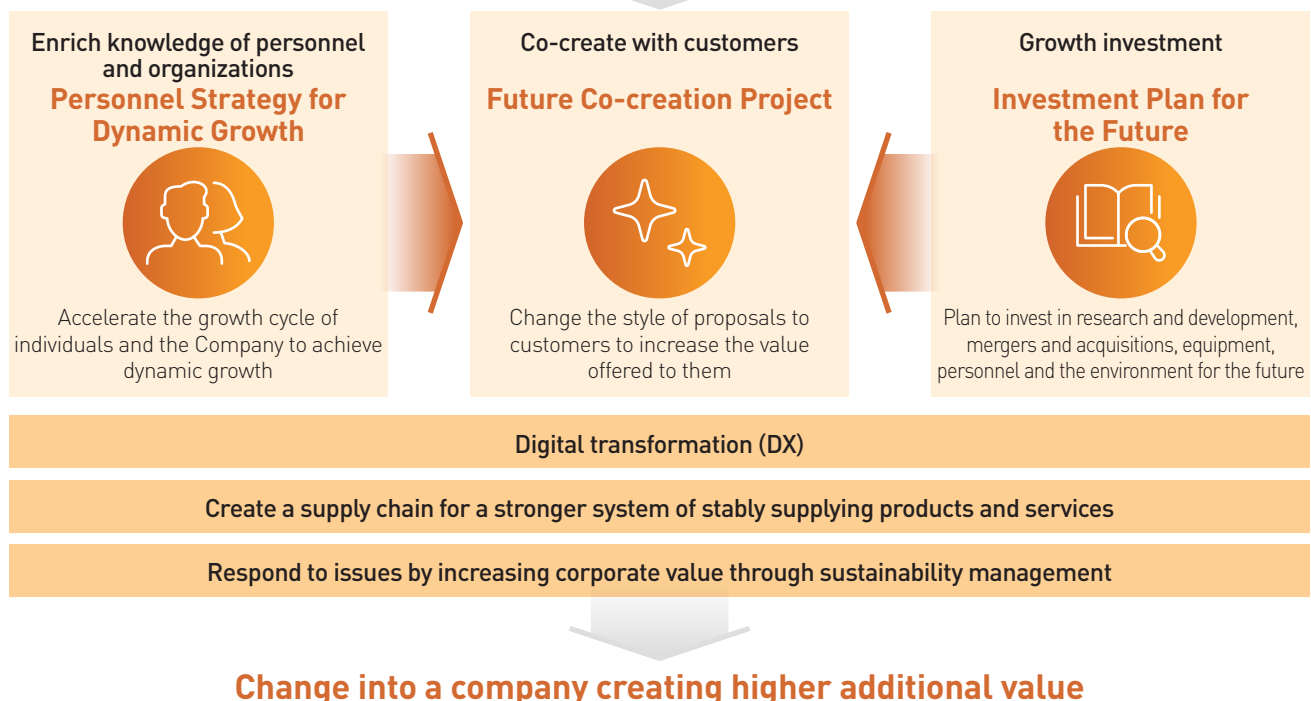 Enrich knowledge of personnel
and organizations
Personnel Strategy for
Dynamic Growth
Accelerate the growth cycle of
individuals and the Company to achieve
dynamic growth
Co-create with customers
Future Co-creation Project
Change the style of proposals to
customers to increase the value
offered to them
Growth investment
Investment Plan for
the Future
Plan to invest in research and development,
mergers and acquisitions, equipment,
personnel and the environment for the future
Digital transformation (DX)
Create a supply chain for a stronger system of stably supplying products and services
Respond to issues by increasing corporate value through sustainability management
Change into a company creating higher additional value